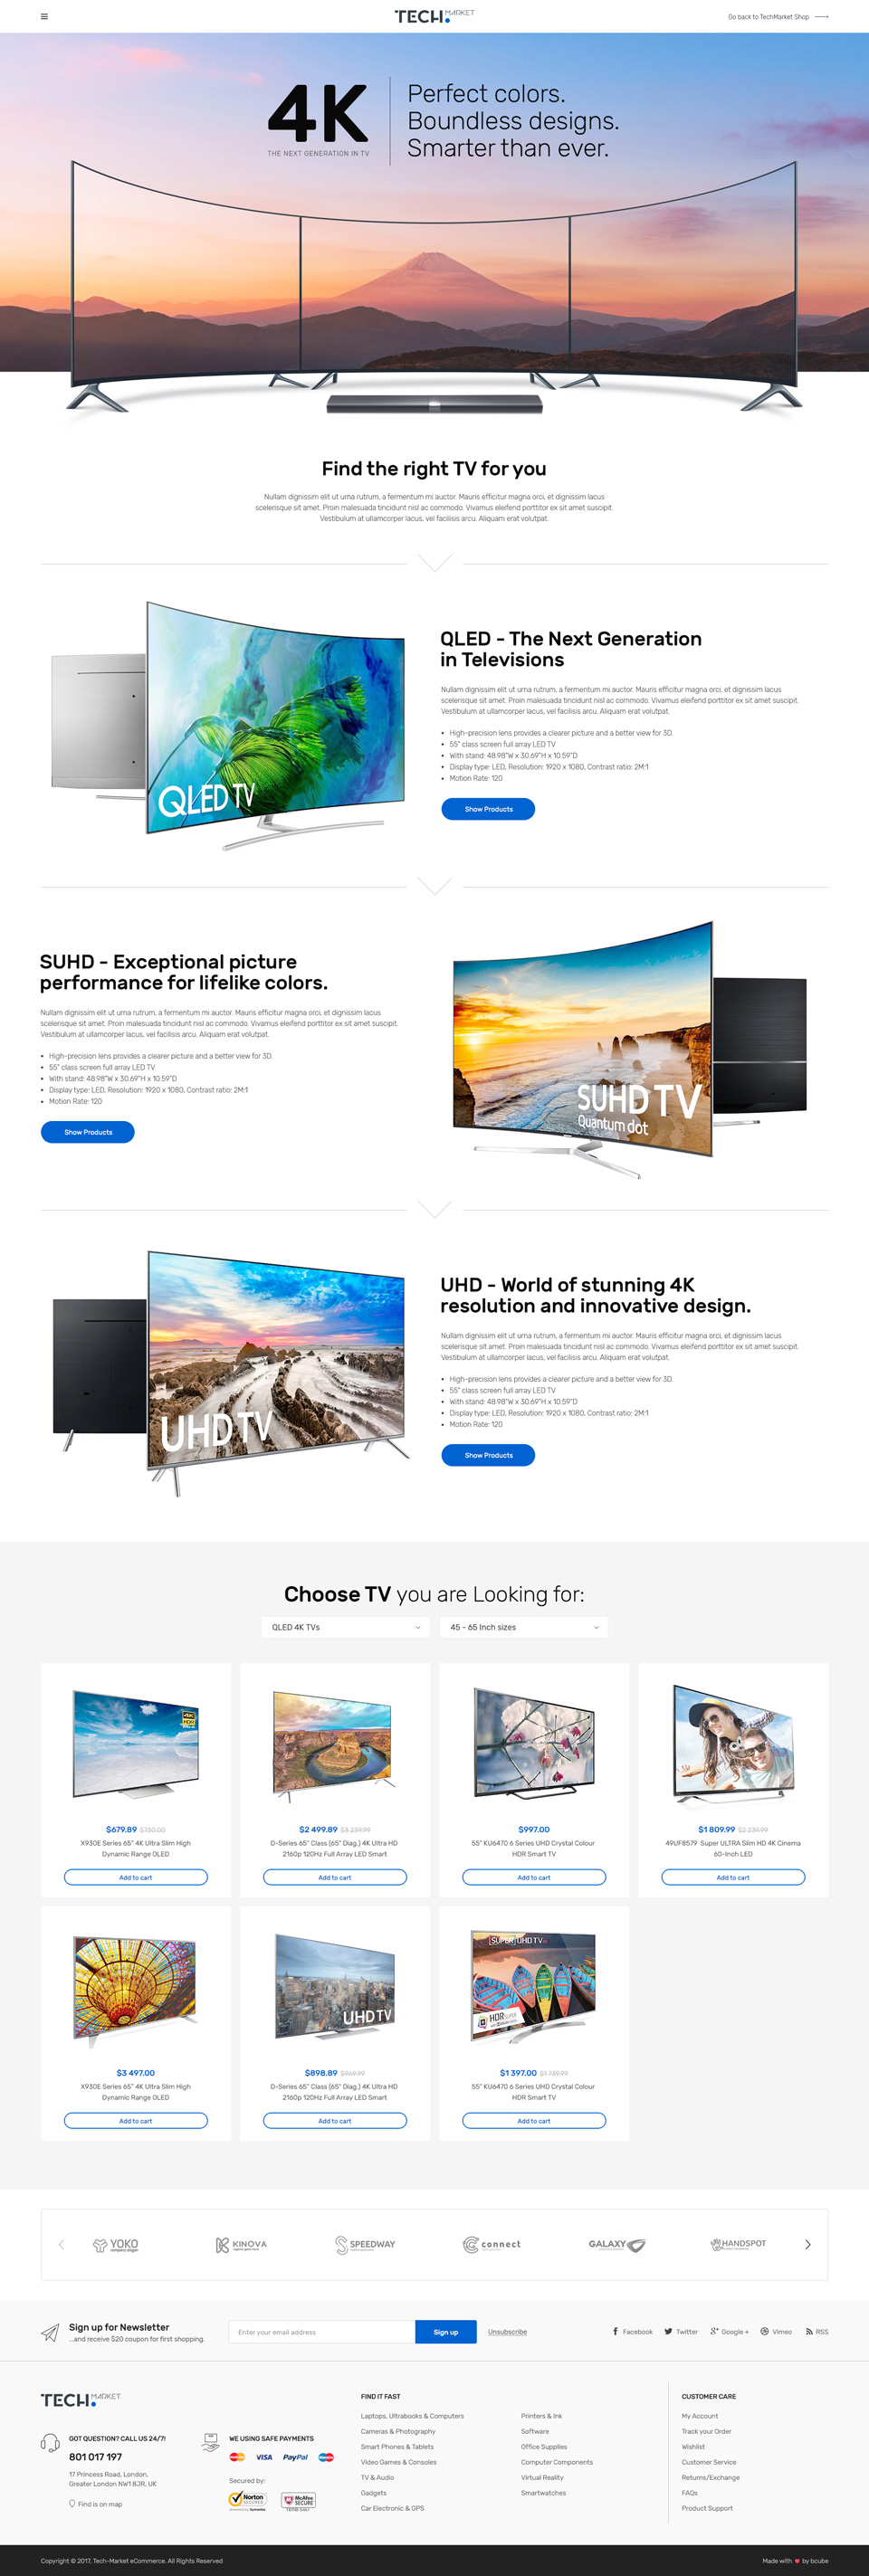 TECH MARKET
Go back to TechMarket Shop
4K
THE NEXT GENERATION IN TV
Perfect colors.
Boundless designs.
Smarter than ever.
Find the right TV for you
Nullam dignissim elit ut urna rutrum, a fermentum mi auctor. Mauris efficitur magna orci, et dignissim lacus
scelerisque sit amet. Proin malesuada tincidunt nisl ac commodo. Vivamus eleifend porttitor ex sit amet suscipit.
Vestibulum at ullamcorper lacus, vel facilisis arcu. Aliquam erat volutpat.
QLED TV
QLED - The Next Generation
in Televisions
Nullam dignissim elit ut urna rutrum, a fermentum mi auctor. Mauris efficitur magna orci, et dignissim lacus
scelerisque sit amet. Proin malesuada tincidunt nisl ac commodo. Vivamus eleifend porttitor ex sit amet suscipit.
Vestibulum at ullamcorper lacus, vel facilisis arcu. Aliquam erat volutpat.
• High-precision lens provides a clearer picture and a better view for 3D.
• 55" class screen full array LED TV
• With stand: 48.98"W x 30.69"H x 10.59"D
• Display type: LED, Resolution: 1920 x 1080, Contrast ratio: 2M:1
• Motion Rate: 120
Show Products
SUHD - Exceptional picture
performance for lifelike colors.
Nullam dignissim elit ut urna rutrum, a fermentum mi auctor. Mauris efficitur magna orci, et dignissim lacus
scelerisque sit amet. Proin malesuada tincidunt nisl ac commodo. Vivamus eleifend porttitor ex sit amet suscipit.
Vestibulum at ullamcorper lacus, vel facilisis arcu. Aliquam erat volutpat.
• High-precision lens provides a clearer picture and a better view for 3D.
• 55" class screen full array LED TV
• With stand: 48.98"W x 30.69"H x 10.59"D
• Display type: LED, Resolution: 1920 x 1080, Contrast ratio: 2M:1
• Motion Rate: 120
Show Products
SUHD TV
Quantum dot
UHD TV
UHD - World of stunning 4K
resolution and innovative design.
Nullam dignissim elit ut urna rutrum, a fermentum mi auctor. Mauris efficitur magna orci, et dignissim lacus
scelerisque sit amet. Proin malesuada tincidunt nisl ac commodo. Vivamus eleifend porttitor ex sit amet suscipit.
Vestibulum at ullamcorper lacus, vel facilisis arcu. Aliquam erat volutpat.
• High-precision lens provides a clearer picture and a better view for 3D.
• 55" class screen full array LED TV
• With stand: 48.98"W x 30.69"H x 10.59"D
• Display type: LED, Resolution: 1920 x 1080, Contrast ratio: 2M:1
• Motion Rate: 120
Show Products
Choose TV you are Looking for:
QLED 4K TVs
45 - 65 Inch sizes
4K
HDR
$679.89 $730.00
X930E Series 65" 4K Ultra Slim High
Dynamic Range OLED
Add to cart
$2 499.89 $3 239.99
D-Series 65" Class (65" Diag.) 4K Ultra HD
2160p 120Hz Full Array LED Smart
Add to cart
$997.00
55" KU6470 6 Series UHD Crystal Colour
HDR Smart TV
Add to cart
$1 809.99 $2 239.99
49UF8579 Super ULTRA Slim HD 4K Cinema
60-Inch LED
Add to cart
$3 497.00
X930E Series 65" 4K Ultra Slim High
Dynamic Range OLED
Add to cart
UHD TV
$898.89 $969.99
D-Series 65" Class (65" Diag.) 4K Ultra HD
2160p 120Hz Full Array LED Smart
Add to cart
SUPER UHD TV
HDR SUPER
$1 397.00 $1 739.99
55" KU6470 6 Series UHD Crystal Colour
HDR Smart TV
Add to cart
YOKO
KINOVA
SPEEDWAY
connect
GALAXY
HANDSPOT
Sign up for Newsletter
...and receive $20 coupon for first shopping.
Enter your email address
Sign up
Unsubscribe
Facebook
Twitter
Google +
Vimeo
RSS
TECH MARKET
GOT QUESTION? CALL US 24/7!
801 017 197
17 Princess Road, London,
Greater London NW1 8JR, UK
Find is on map
WE USING SAFE PAYMENTS
VISA
PayPal
Secured by:
Norton
SECURED
powered by Symantec
McAfee
SECURE
FIND IT FAST
Laptops, Ultrabooks & Computers
Cameras & Photography
Smart Phones & Tablets
Video Games & Consoles
TV & Audio
Gadgets
Car Electronic & GPS
Printers & Ink
Software
Office Supplies
Computer Components
Virtual Reality
Smartwatches
CUSTOMER CARE
My Account
Track your Order
Wishlist
Customer Service
Returns/Exchange
FAQs
Product Support
Copyright © 2017, Tech-Market eCommerce. All Rights Reserved
Made with ♥ by bcube